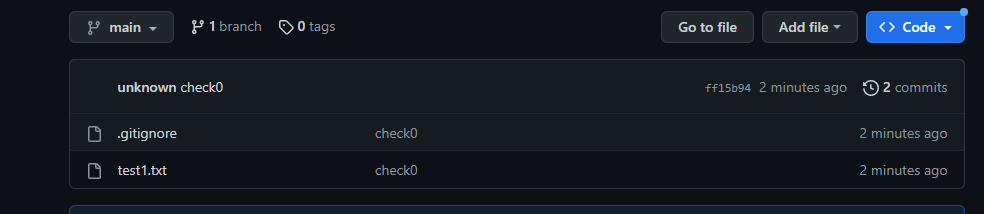 main 1 branch 0 tags Go to file Add file Code
unknown check0 ff15b94 2 minutes ago 2 commits
.gitignore check0 2 minutes ago
test1.txt check0 2 minutes ago